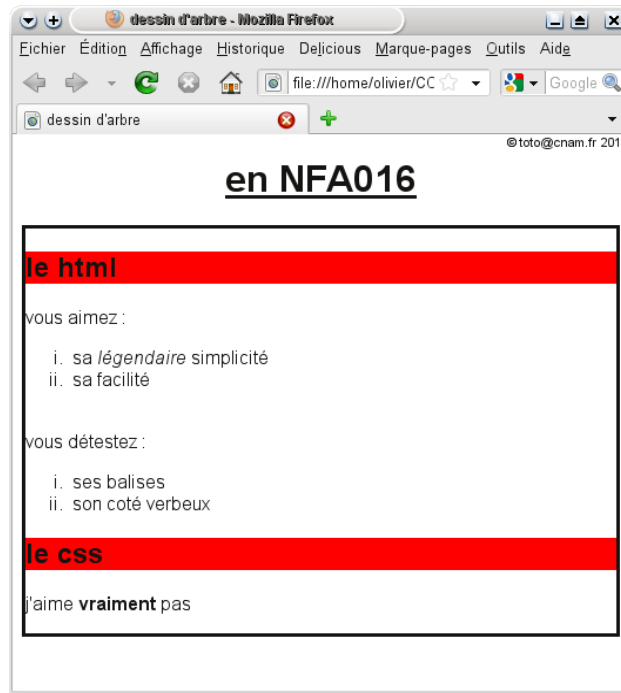 dessin d'arbre - Mozilla Firefox
Fichier Édition Affichage Historique Delicious Marque-pages Outils Aide
file:///home/olivier/CC Google
dessin d'arbre
©toto@cnam.fr 201
en NFA016
le html
vous aimez :
i. sa légendaire simplicité
ii. sa facilité
vous détestez :
i. ses balises
ii. son coté verbeux
le css
j'aime vraiment pas